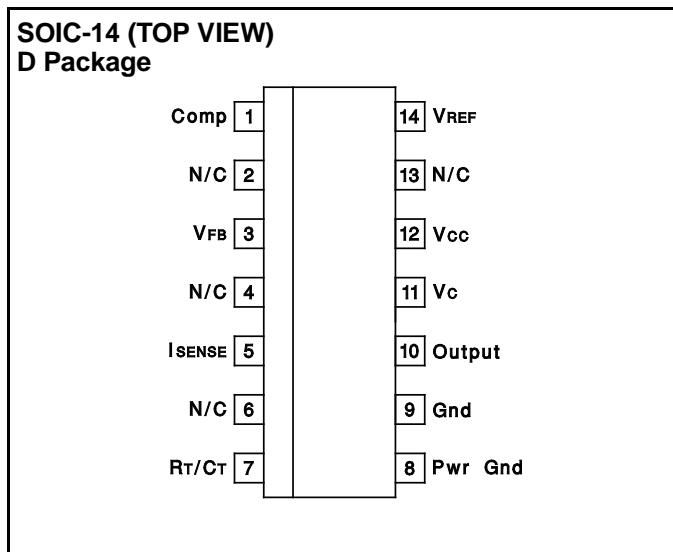 SOIC-14 (TOP VIEW)
D Package
Comp 1 14 VREF
N/C 2 13 N/C
VFB 3 12 VCC
N/C 4 11 VC
ISENSE 5 10 Output
N/C 6 9 Gnd
RT/CT 7 8 Pwr Gnd